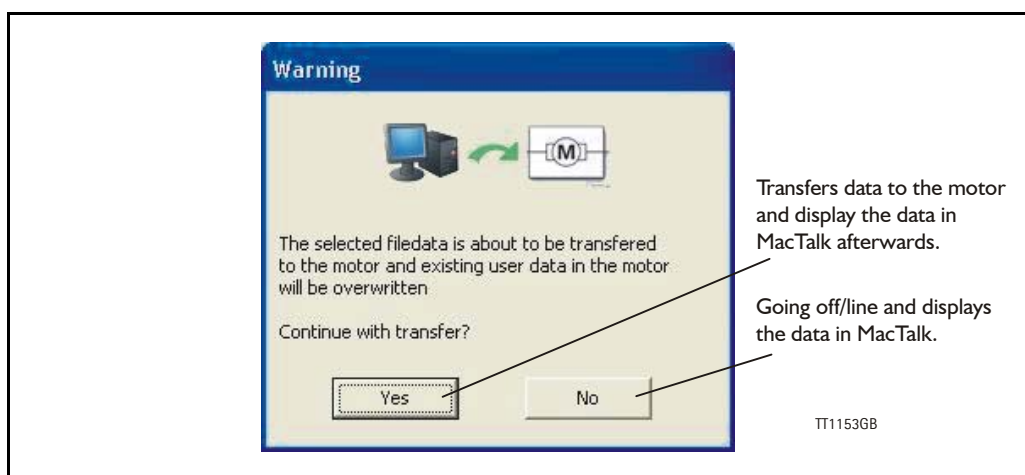 Warning
M
The selected filedata is about to be transfered
to the motor and existing user data in the motor
will be overwritten
Continue with transfer?
Yes
No
Transfers data to the motor
and display the data in
MacTalk afterwards.
Going off/line and displays
the data in MacTalk.
TT1153GB